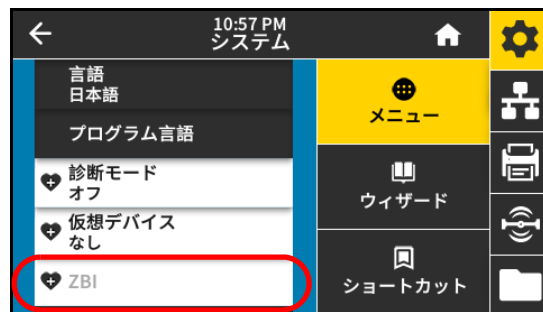 10:57 PM
システム
言語
日本語
プログラム言語
診断モード
オフ
仮想デバイス
なし
ZBI
メニュー
ウィザード
ショートカット